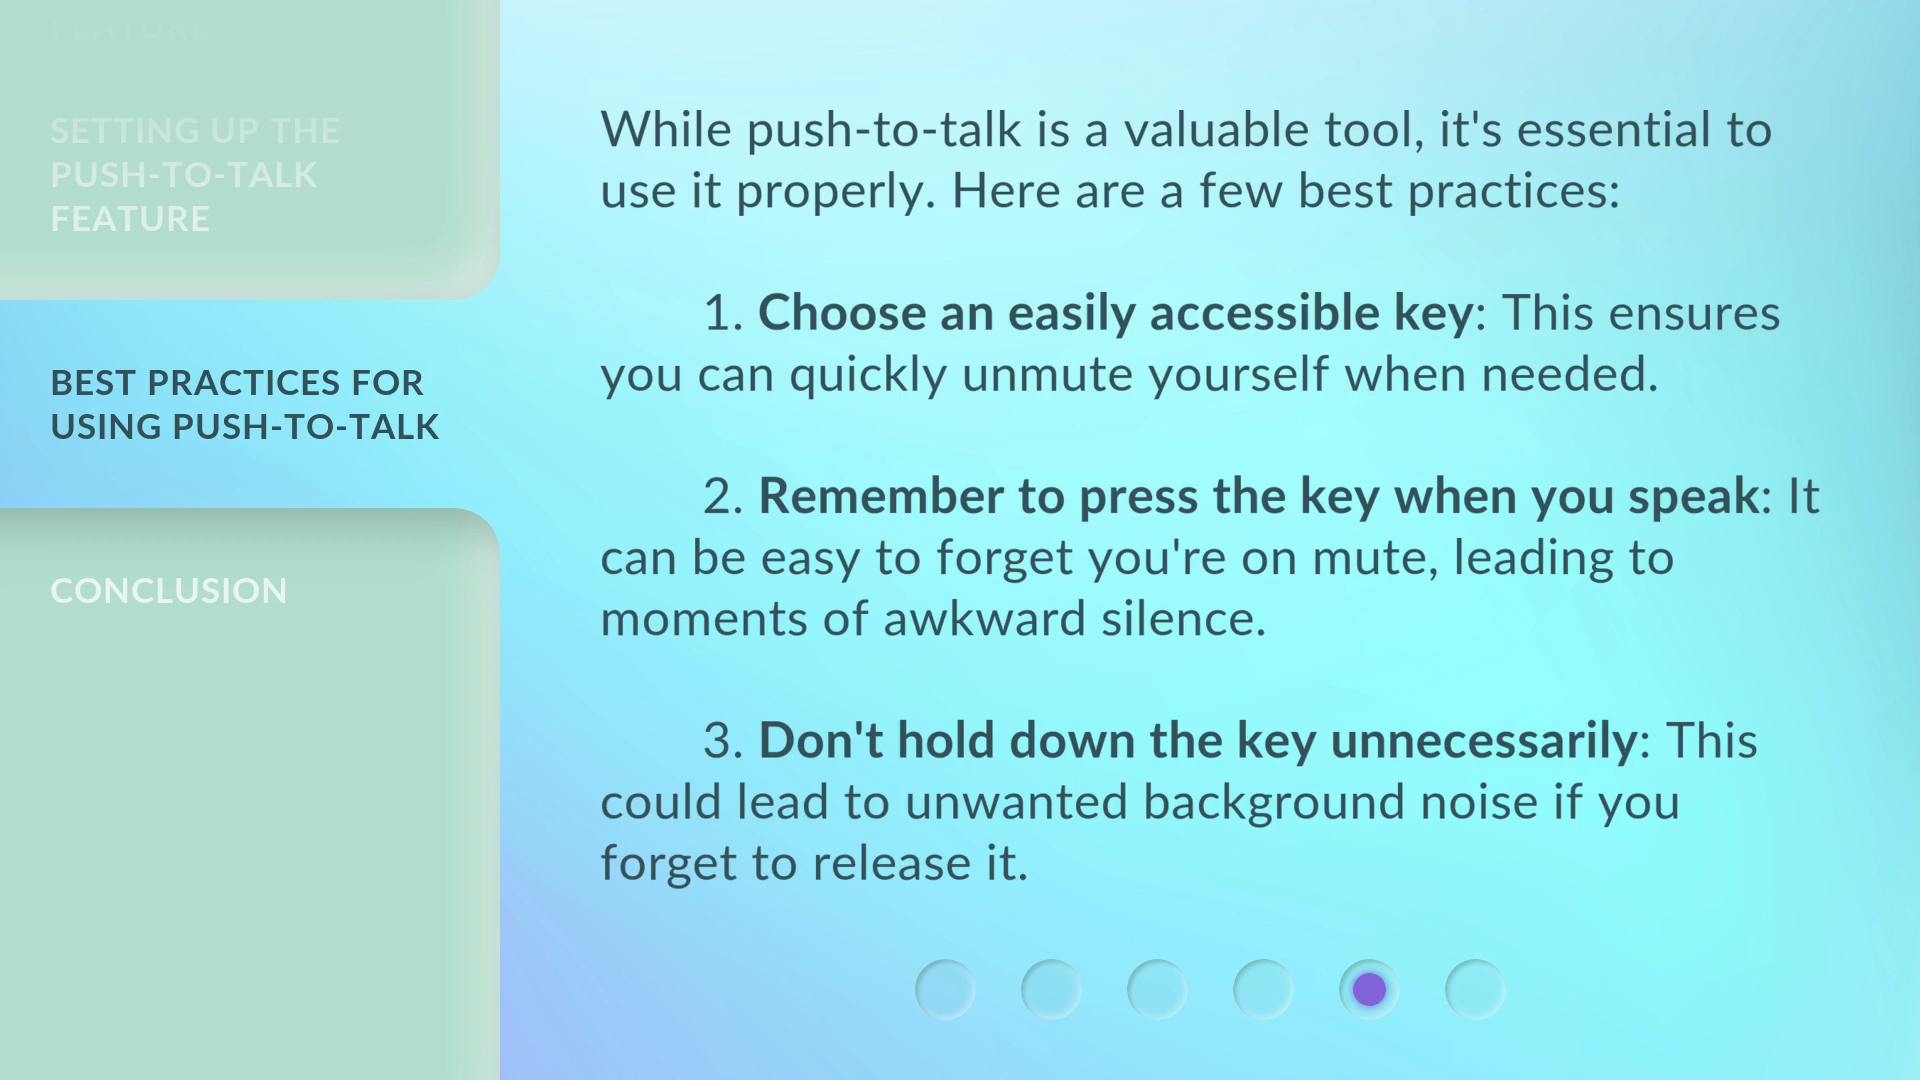 FEATURE
SETTING UP THE
PUSH-TO-TALK
FEATURE
BEST PRACTICES FOR
USING PUSH-TO-TALK
CONCLUSION
While push-to-talk is a valuable tool, it's essential to
use it properly. Here are a few best practices:
1. Choose an easily accessible key: This ensures
you can quickly unmute yourself when needed.
2. Remember to press the key when you speak: It
can be easy to forget you're on mute, leading to
moments of awkward silence.
3. Don't hold down the key unnecessarily: This
could lead to unwanted background noise if you
forget to release it.